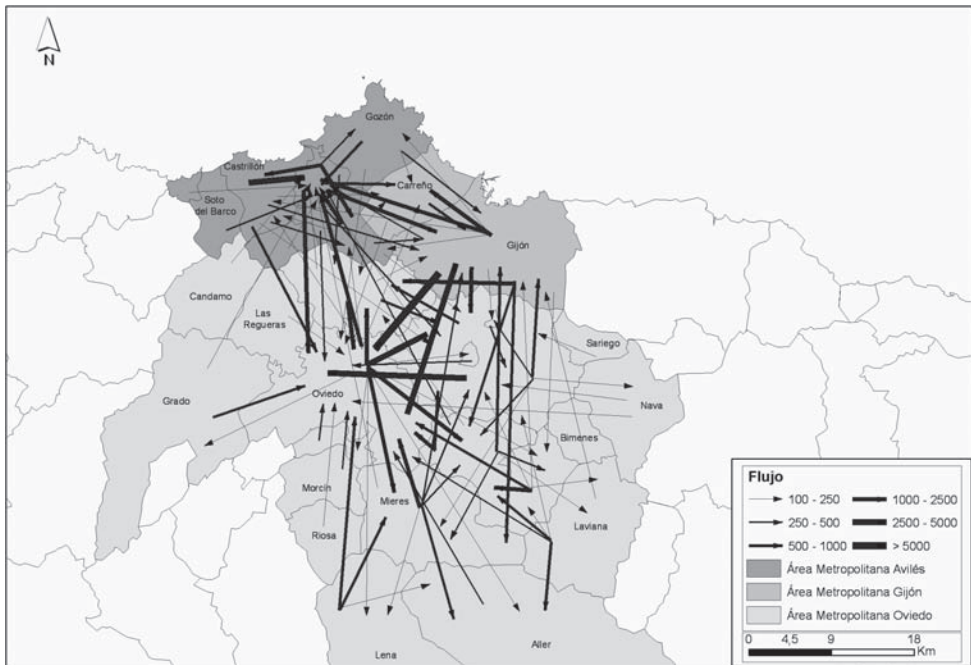 N
Gozón
Castrillón
Carreño
Soto
del Barco
Gijón
Candamo
Las
Regueras
Sariego
Grado
Oviedo
Nava
Bimenes
Morcín
Mieres
Riosa
Laviana
Lena
Aller
Flujo
100 - 250 1000 - 2500
250 - 500 2500 - 5000
500 - 1000 > 5000
Área Metropolitana Avilés
Área Metropolitana Gijón
Área Metropolitana Oviedo
0 4,5 9 18
Km